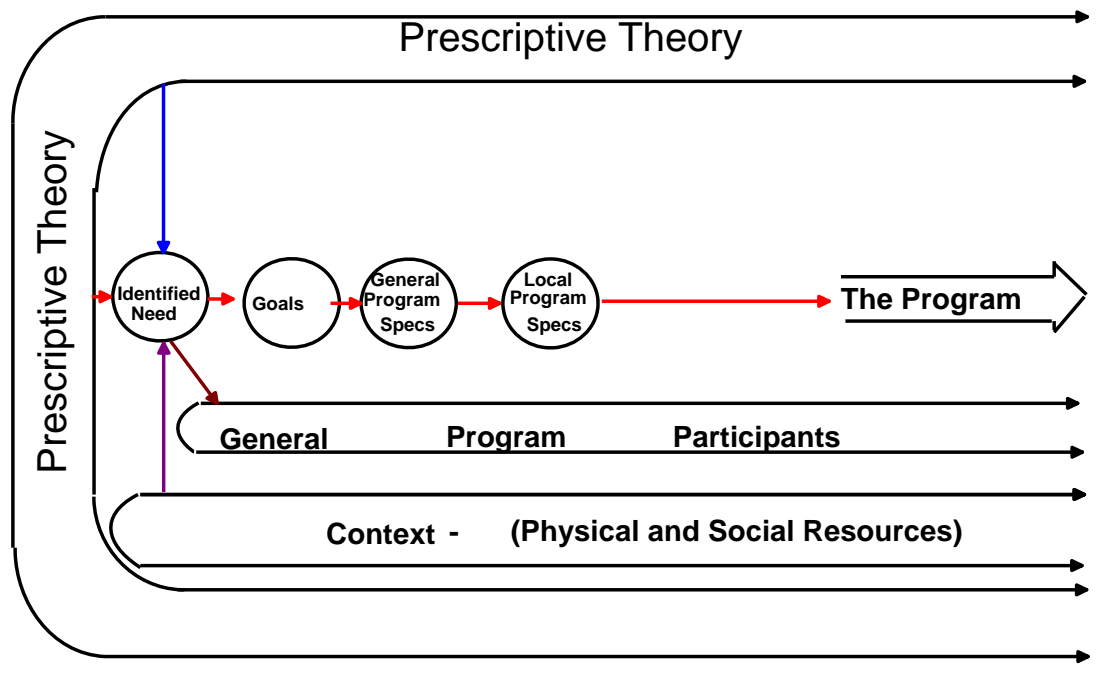 Prescriptive Theory
Prescriptive Theory
Identified
Need
Goals
General
Program
Specs
Local
Program
Specs
The Program
General Program Participants
Context - (Physical and Social Resources)